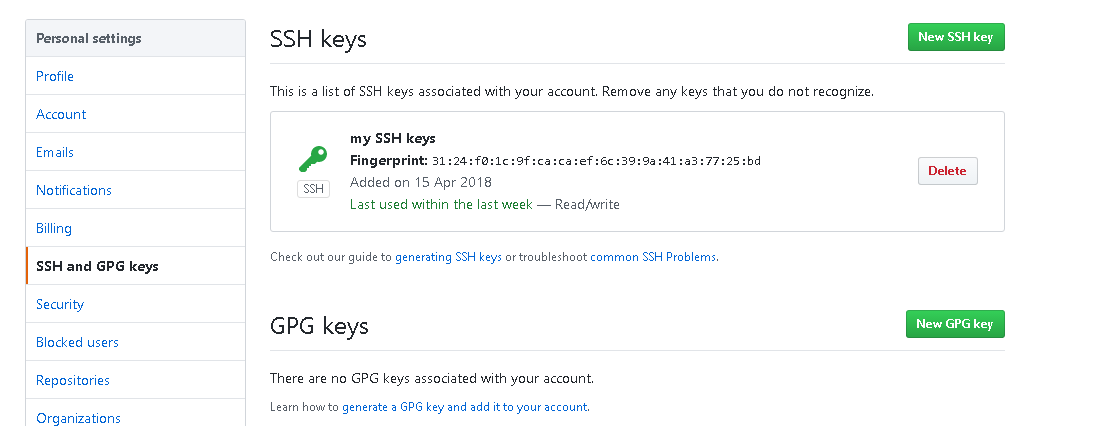 Personal settings
Profile
Account
Emails
Notifications
Billing
SSH and GPG keys
Security
Blocked users
Repositories
Organizations
SSH keys
New SSH key
This is a list of SSH keys associated with your account. Remove any keys that you do not recognize.
SSH
my SSH keys
Fingerprint: 31:24:f0:1c:9f:ca:ca:ef:6c:39:9a:41:a3:77:25:bd
Added on 15 Apr 2018
Last used within the last week — Read/write
Delete
Check out our guide to generating SSH keys or troubleshoot common SSH Problems.
GPG keys
New GPG key
There are no GPG keys associated with your account.
Learn how to generate a GPG key and add it to your account.